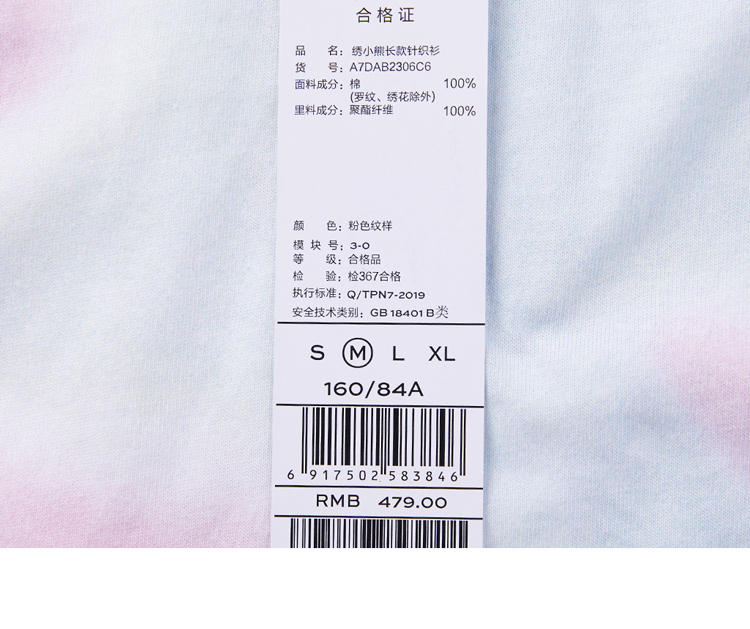 合格证
品 名：绣小熊长款针织衫
货 号：A7DAB2306C6
面料成分：棉 100%
(罗纹、绣花除外)
里料成分：聚酯纤维 100%
颜 色：粉色纹样
模 块 号：3-0
等 级：合格品
检 验：检367合格
执行标准：Q/TPN7-2019
安全技术类别：GB 18401 B类
S M L XL
160/84A
6 917502 583846
RMB 479.00